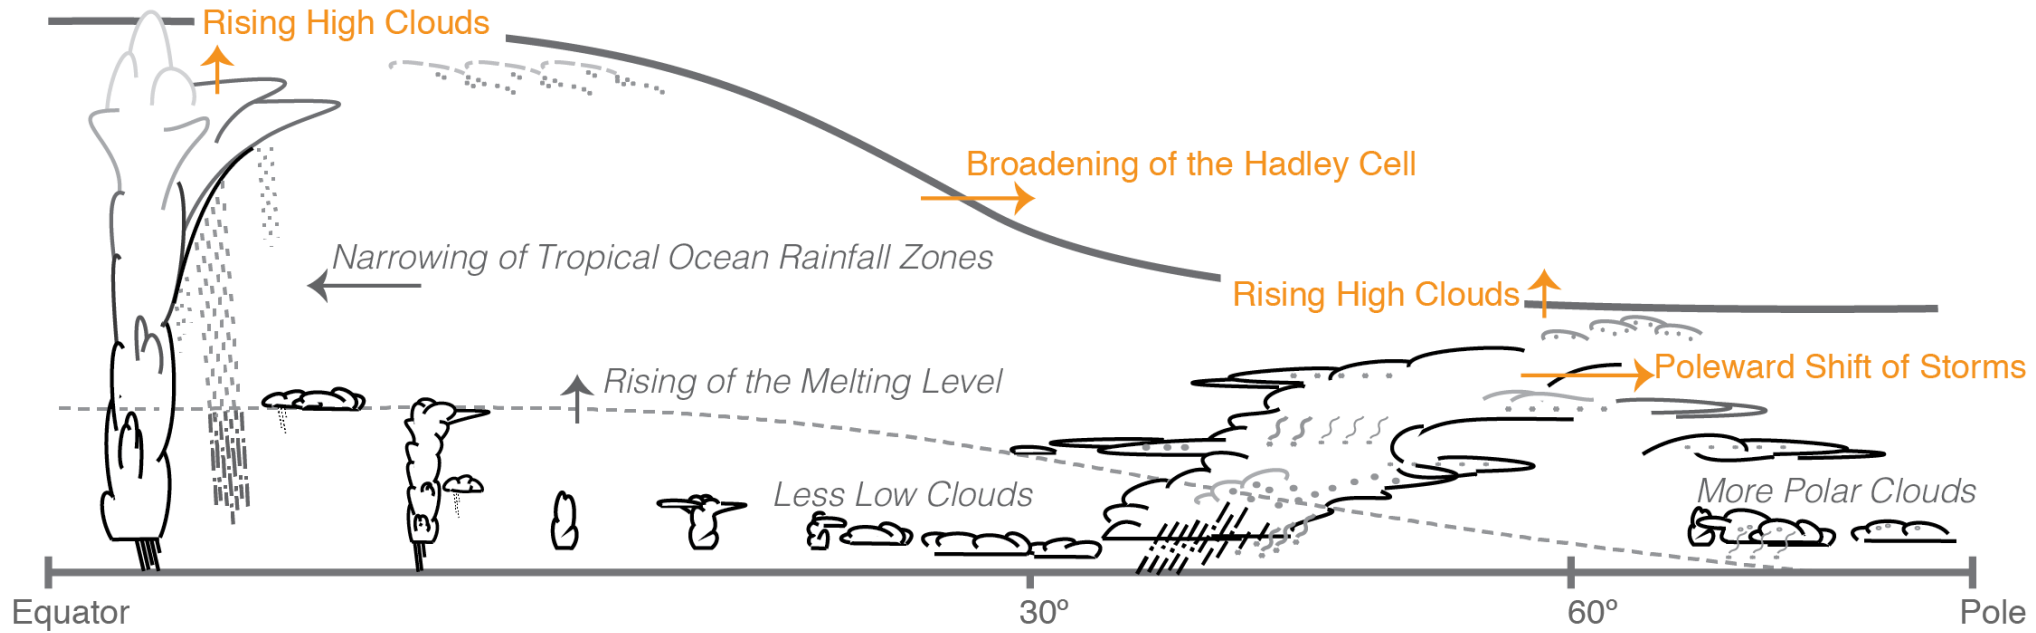 Rising High Clouds
Broadening of the Hadley Cell
Narrowing of Tropical Ocean Rainfall Zones
Rising High Clouds
Poleward Shift of Storms
Rising of the Melting Level
Less Low Clouds
More Polar Clouds
Equator
30º
60º
Pole